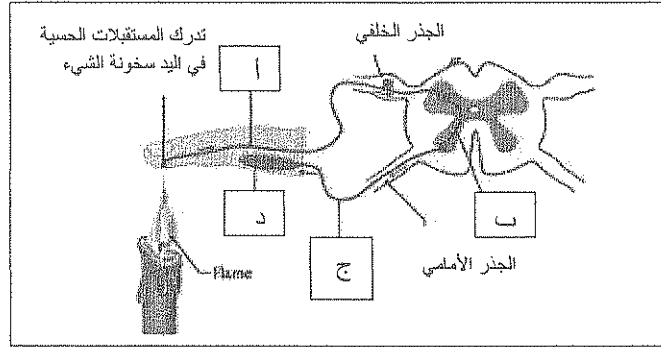 تدرك المستقبلات الحسية
في اليد سخونة الشيء
أ
الجذر الخلفي
د
ج
ب
الجذر الأمامي
Flame